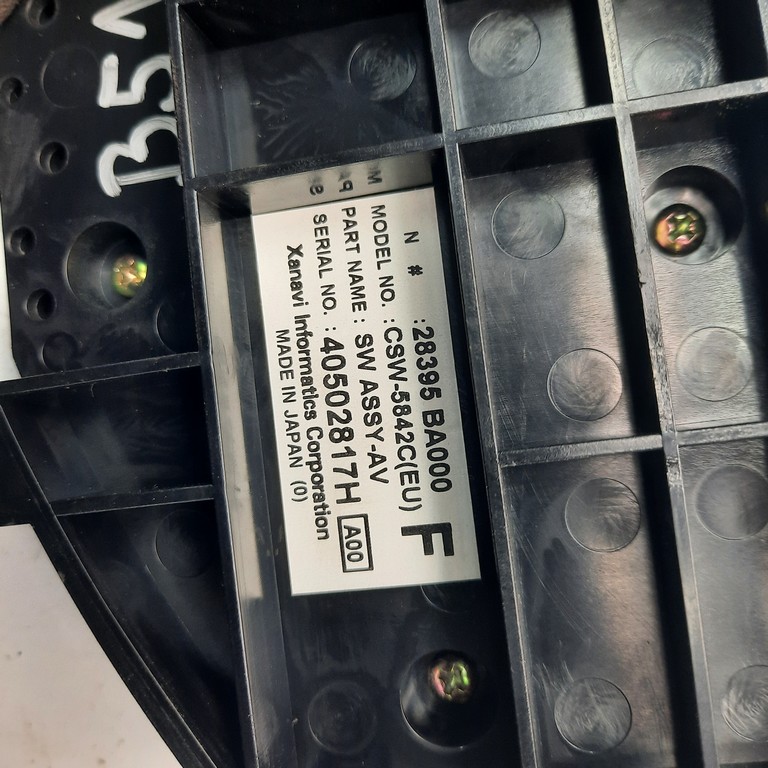 N # : 28395 BA000
MODEL NO. : CSW-5842C(EU) F
PART NAME : SW ASSY-AV
SERIAL NO. : 40502817H A00
Xanavi Informatics Corporation
MADE IN JAPAN (0)